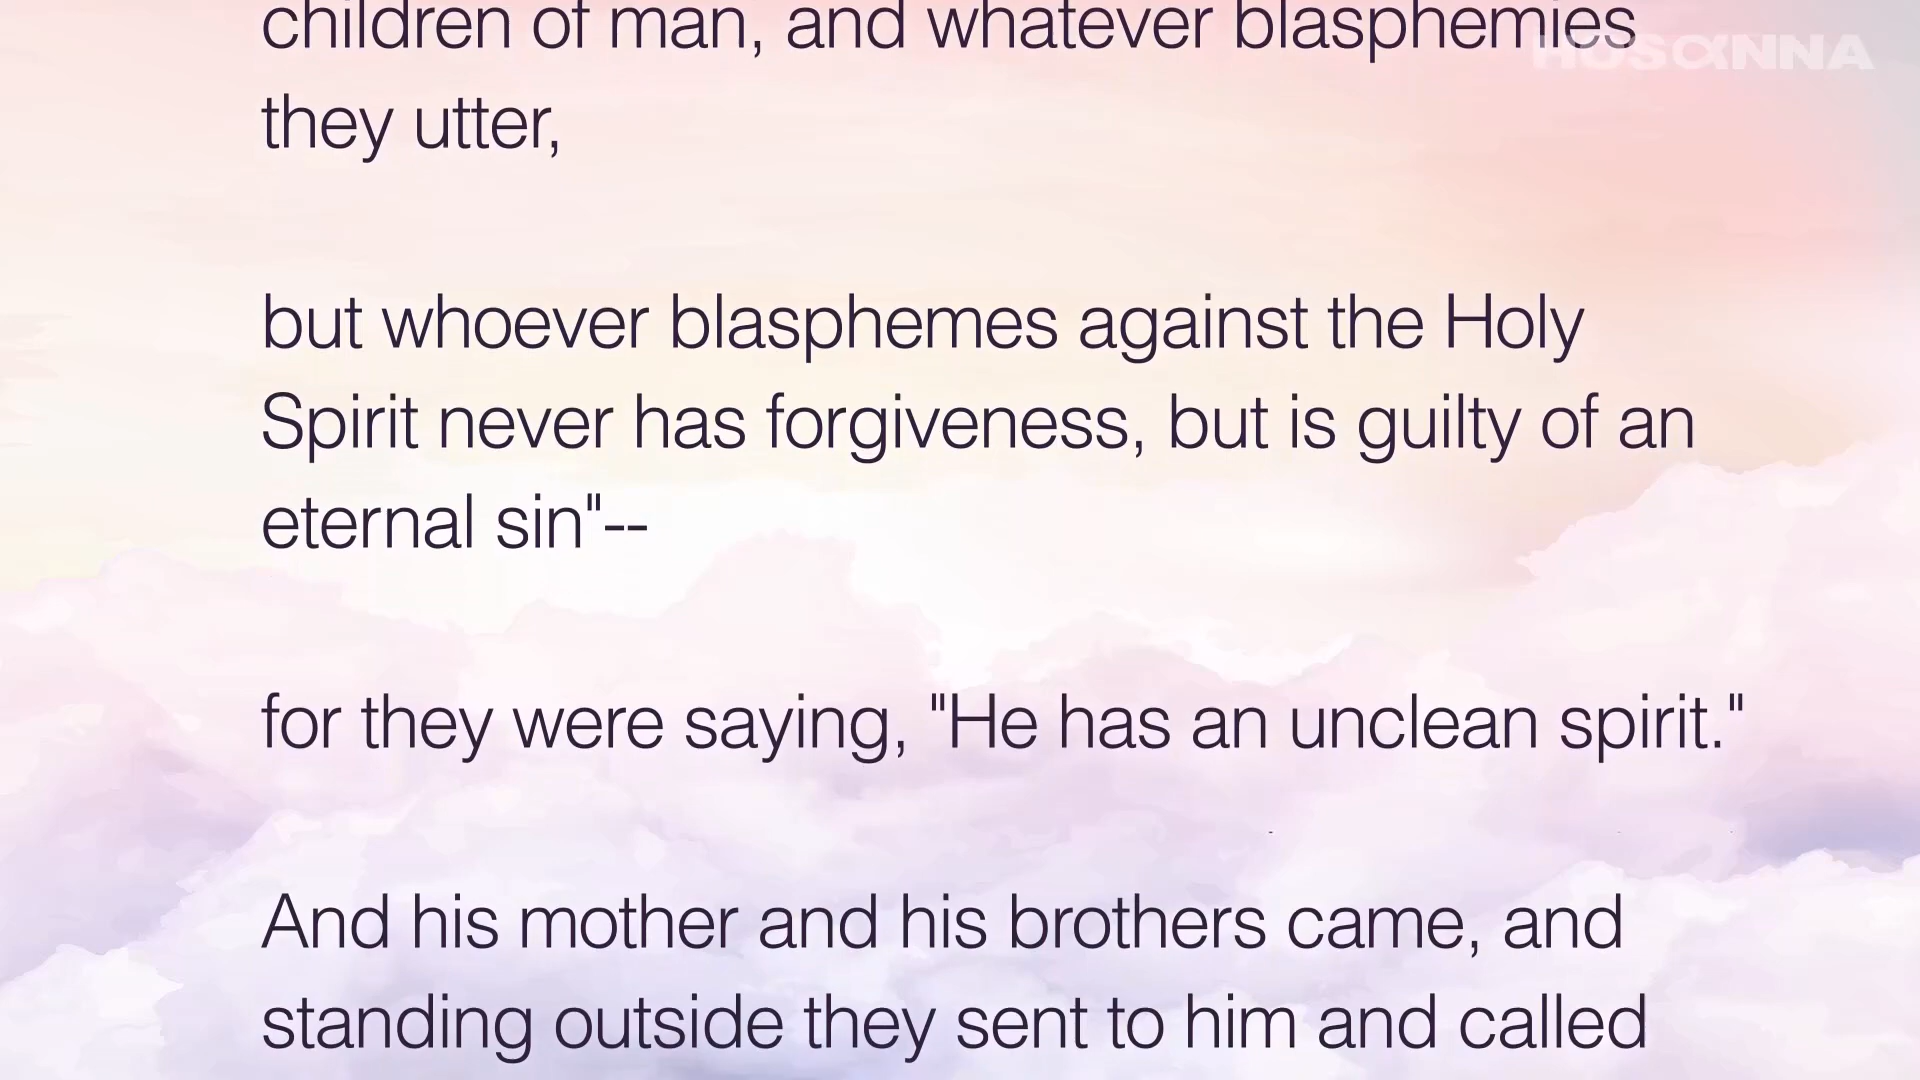 children of man, and whatever blasphemies
HOSANNA
they utter,
but whoever blasphemes against the Holy
Spirit never has forgiveness, but is guilty of an
eternal sin"--
for they were saying, "He has an unclean spirit."
And his mother and his brothers came, and
standing outside they sent to him and called